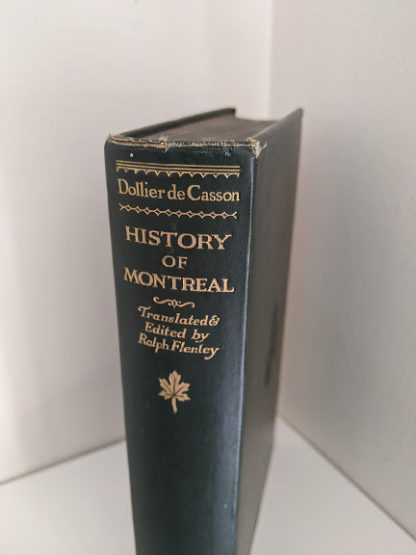 Dollier de Casson
HISTORY
OF
MONTREAL
Translated &
Edited by
Ralph Flenley